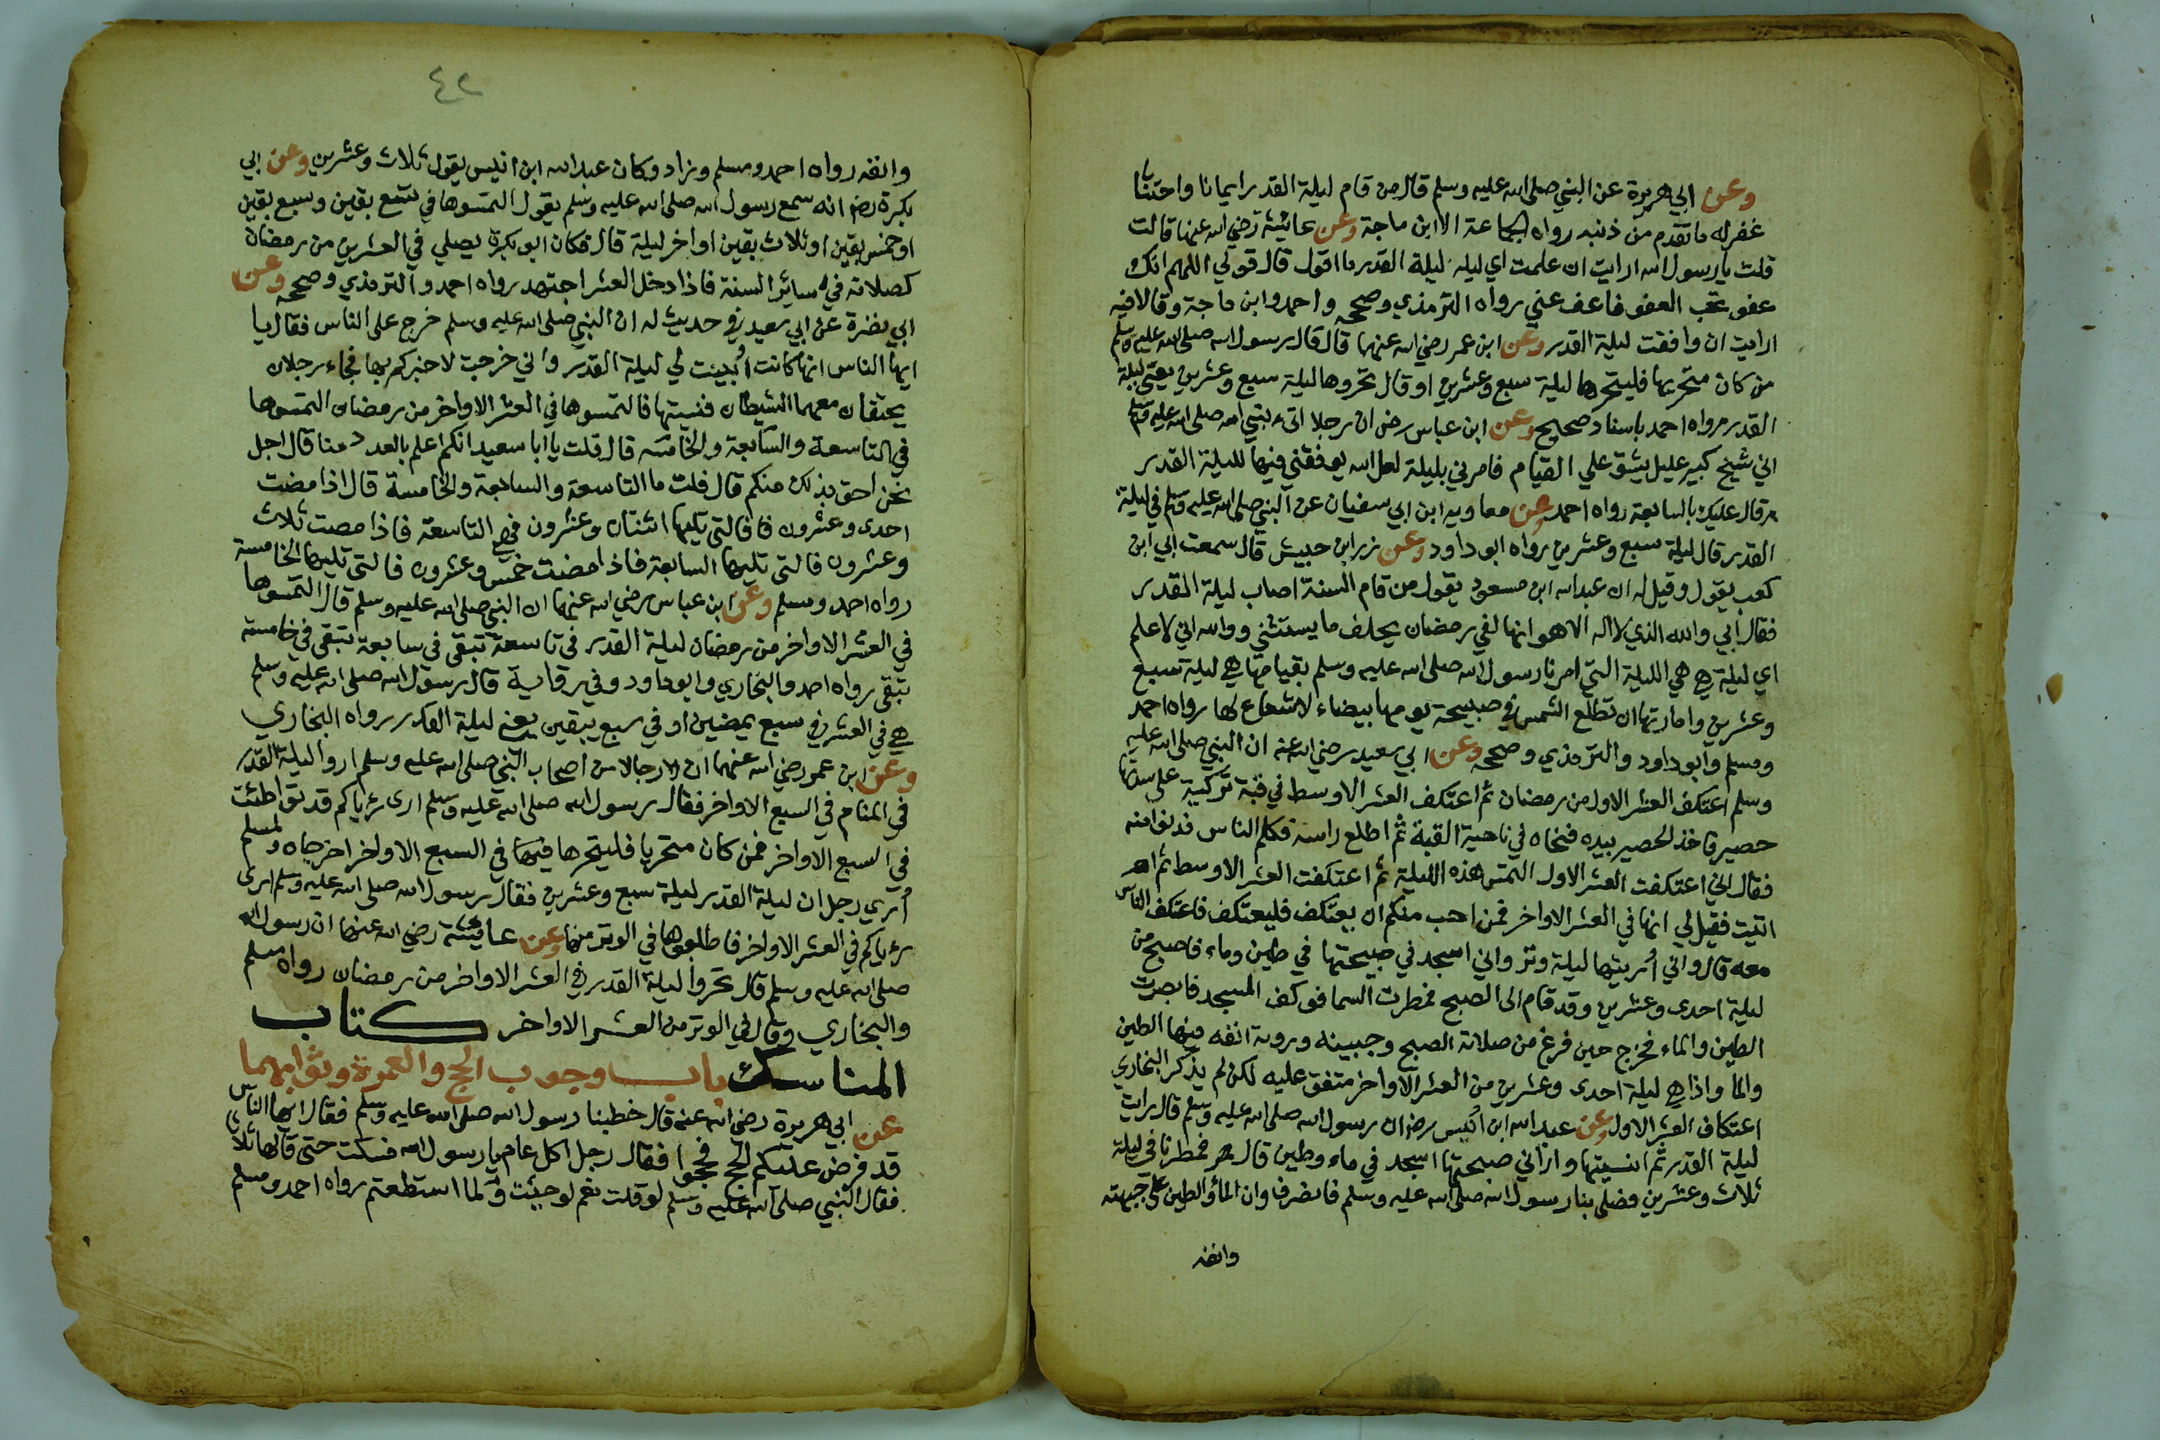 وعن ابي هريرة عن النبي صلى الله عليه وسلم قال من قام ليلة القدر ايمانا واحتسابا
غفر له ما تقدم من ذنبه رواه الجماعة الا ابن ماجة وعن عائشة رضي الله عنها قالت
قلت يا رسول الله ارايت ان علمت اي ليلة ليلة القدر ما اقول قال قولي اللهم انك
عفو تحب العفو فاعف عني رواه الترمذي وصححه واحمد وابن ماجة وقالا فيه
ارايت ان وافقت ليلة القدر وعن ابن عمر رضي الله عنهما قال قال رسول الله صلى الله عليه وسلم
من كان متحريها فليتحرها ليلة سبع وعشرين او قال تحروها ليلة سبع وعشرين يعني ليلة
القدر رواه احمد باسناد صحيح وعن ابن عباس رض ان رجلا اتى نبي الله صلى الله عليه وسلم
اني شيخ كبير عليل يشق علي القيام فامرني بليلة لعل الله يوفقني فيها لليلة القدر
قال عليك بالسابعة رواه احمد وعن معاوية ابن ابي سفيان عن النبي صلى الله عليه وسلم في ليلة
القدر قال ليلة سبع وعشرين رواه ابو داود وعن زر ابن حبيش قال سمعت ابي ابن
كعب يقول وقيل له ان عبد الله ابن مسعود يقول من قام السنة اصاب ليلة القدر
فقال ابي والله الذي لا اله الا هو انها لفي رمضان يحلف ما يستثني ووالله اني لاعلم
اي ليلة هي هي الليلة التي امرنا رسول الله صلى الله عليه وسلم بقيامها هي ليلة سبع
وعشرين وامارتها ان تطلع الشمس في صبيحة يومها بيضاء لا شعاع لها رواه احمد
ومسلم وابو داود والترمذي وصححه وعن ابي سعيد رضي الله عنه ان النبي صلى الله عليه
وسلم اعتكف العشر الاول من رمضان ثم اعتكف العشر الاوسط في قبة تركية على سدتها
حصير فاخذ الحصير بيده فنحاه في ناحية القبة ثم اطلع راسه فكلم الناس فدنوا منه
فقال اني اعتكفت العشر الاول التمس هذه الليلة ثم اعتكفت العشر الاوسط ثم
اتيت فقيل لي انها في العشر الاواخر فمن احب منكم ان يعتكف فليعتكف فاعتكف الناس
معه قال واني أريتها ليلة وتر واني اسجد في صبيحتها في طين وماء فاصبح من
ليلة احدى وعشرين وقد قام الى الصبح فمطرت السما فوكف المسجد فابصرت
الطين والماء فخرج حين فرغ من صلاة الصبح وجبينه وروثة انفه فيها الطين
والما واذا هي ليلة احدى وعشرين من العشر الاواخر متفق عليه لكن لم يذكر البخاري
اعتكاف العشر الاول وعن عبد الله ابن أنيس رض ان رسول الله صلى الله عليه وسلم قال رايت
ليلة القدر ثم انسيتها واراني صبيحتها اسجد في ماء وطين قال فمطرنا في ليلة
ثلاث وعشرين فصلى بنا رسول الله صلى الله عليه وسلم فانصرف وان الما والطين على جبهته
وانفه
٤٢
وانفه رواه احمد ومسلم وزاد وكان عبد الله ابن انيس يقول ثلاث وعشرين وعن ابي
بكرة رض انه سمع رسول الله صلى الله عليه وسلم يقول التمسوها في تسع بقين وسبع بقين
او خمس بقين او ثلاث بقين او اخر ليلة قال فكان ابو بكرة يصلي في العشرين من رمضان
كصلاته في سائر السنة فاذا دخل العشر اجتهد رواه احمد والترمذي وصححه وعن
ابي نضرة عن ابي سعيد في حديث له ان النبي صلى الله عليه وسلم خرج على الناس فقال يا
ايها الناس انها كانت أبينت لي ليلة القدر واني خرجت لاخبركم بها فجاء رجلان
يحتقان معهما الشيطان فنسيتها فالتمسوها في العشر الاواخر من رمضان التمسوها
في التاسعة والسابعة والخامسة قال قلت يا ابا سعيد انكم اعلم بالعدد منا قال اجل
نحن احق بذلك منكم قال قلت ما التاسعة والسابعة والخامسة قال اذا مضت
احدى وعشرون فالتي تليها اثنتان وعشرون فهي التاسعة فاذا مضت ثلاث
وعشرون فالتي تليها السابعة فاذا مضت خمس وعشرون فالتي تليها الخامسة
رواه احمد ومسلم وعن ابن عباس رضي الله عنهما ان النبي صلى الله عليه وسلم قال التمسوها
في العشر الاواخر من رمضان ليلة القدر في تاسعة تبقى في سابعة تبقى في خامسة
تبقى رواه احمد والبخاري وابو داود وفي رواية قال رسول الله صلى الله عليه وسلم
هي في العشر في سبع يمضين او في سبع يبقين يعني ليلة القدر رواه البخاري
وعن ابن عمر رضي الله عنهما ان رجالا من اصحاب النبي صلى الله عليه وسلم اروا ليلة القدر
في المنام في السبع الاواخر فقال رسول الله صلى الله عليه وسلم ارى رءياكم قد تواطئت
في السبع الاواخر فمن كان متحريا فليتحرها فيها في السبع الاواخر اخرجاه ولمسلم
أري رجل ان ليلة القدر ليلة سبع وعشرين فقال رسول الله صلى الله عليه وسلم ارى
رءياكم في العشر الاواخر فاطلبوها في الوتر منها وعن عايشة رضي الله عنها ان رسول الله
صلى الله عليه وسلم قال تحروا ليلة القدر في العشر الاواخر من رمضان رواه مسلم
والبخاري وقال في الوتر من العشر الاواخر كتاب
المناسك باب وجوب الحج والعمرة وثوابهما
عن ابي هريرة رضي الله عنه قال خطبنا رسول الله صلى الله عليه وسلم فقال ايها الناس
قد فرض عليكم الحج فحجوا فقال رجل اكل عام يا رسول الله فسكت حتى قالها ثلاثا
فقال النبي صلى الله عليه وسلم لو قلت نعم لوجبت ولما استطعتم رواه احمد ومسلم